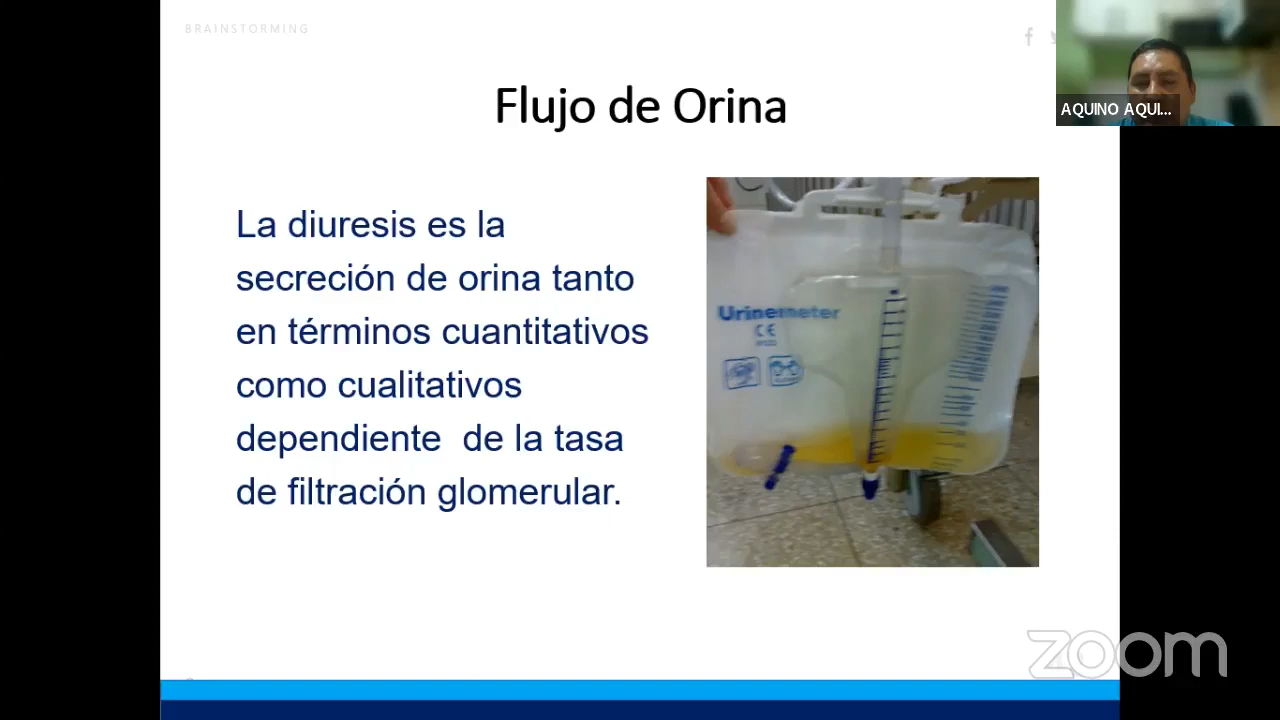 BRAINSTORMING
Flujo de Orina
AQUINO AQUI...
La diuresis es la
secreción de orina tanto
en términos cuantitativos
como cualitativos
dependiente de la tasa
de filtración glomerular.
Urinemeter
CE
zoom